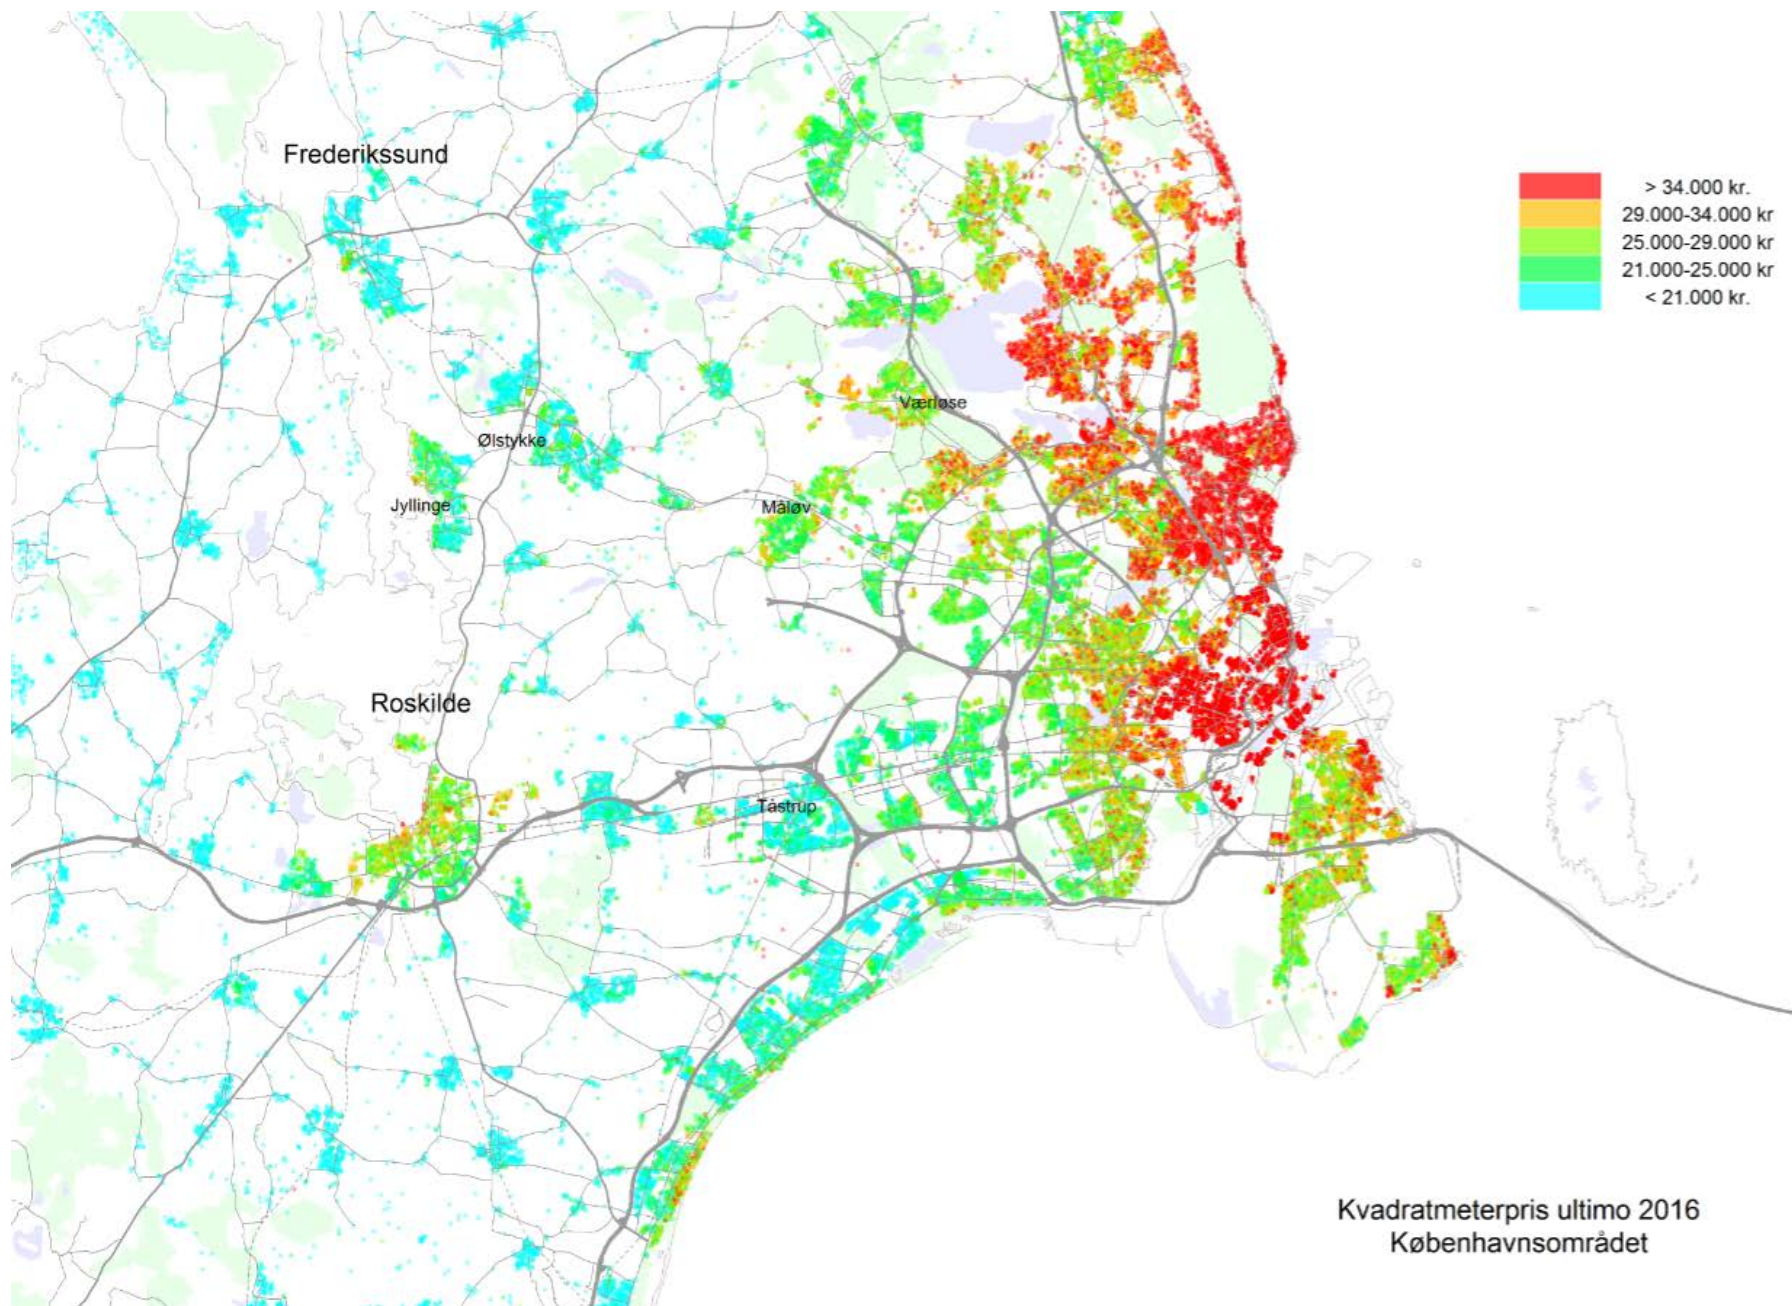 Frederikssund
> 34.000 kr.
29.000-34.000 kr
25.000-29.000 kr
21.000-25.000 kr
< 21.000 kr.
Værløse
Ølstykke
Jyllinge
Måløv
Roskilde
Tåstrup
Kvadratmeterpris ultimo 2016
Københavnsområdet